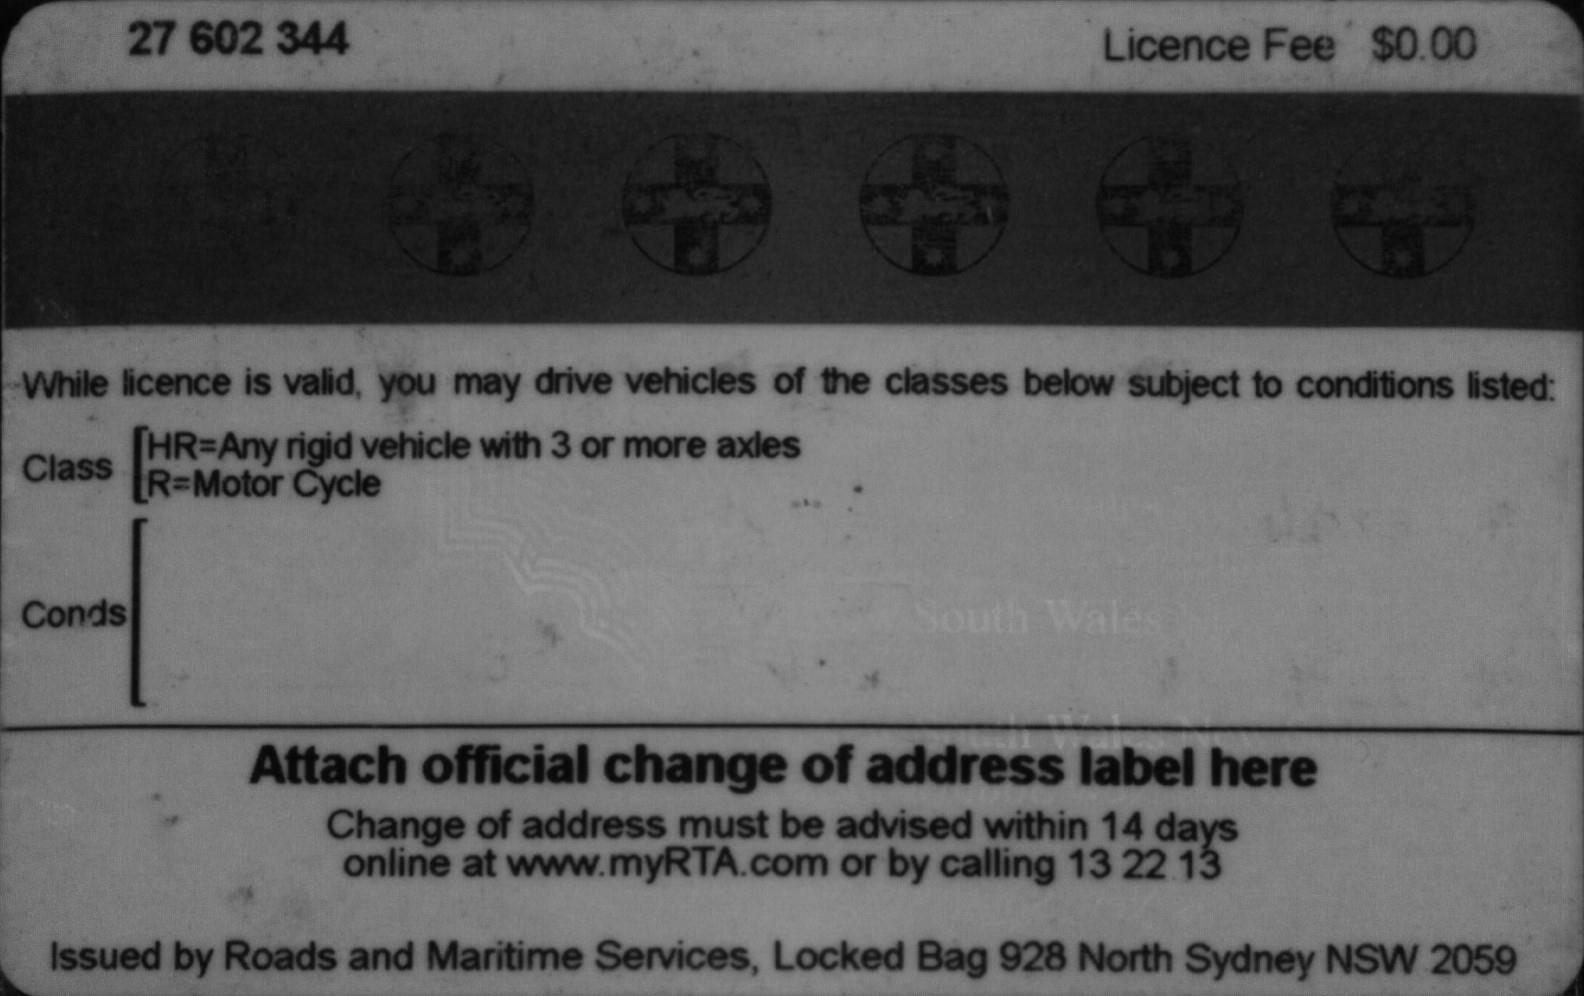 27 602 344 Licence Fee $0.00
While licence is valid, you may drive vehicles of the classes below subject to conditions listed:
Class
HR=Any rigid vehicle with 3 or more axles
R=Motor Cycle
Conds
South Wales
South Wales New
Attach official change of address label here
Change of address must be advised within 14 days
online at www.myRTA.com or by calling 13 22 13
Issued by Roads and Maritime Services, Locked Bag 928 North Sydney NSW 2059